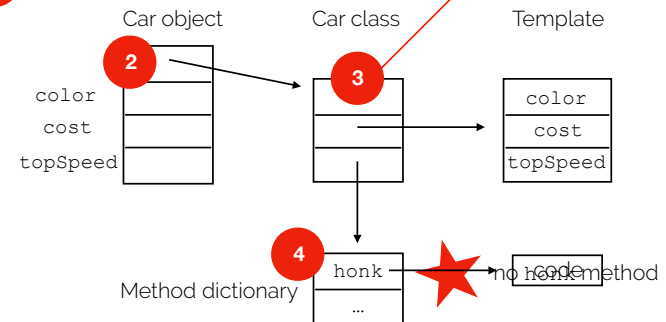 Car object
Car class
Template
2
3
color
cost
topSpeed
color
cost
topSpeed
4
honk
code
no honk method
Method dictionary
...